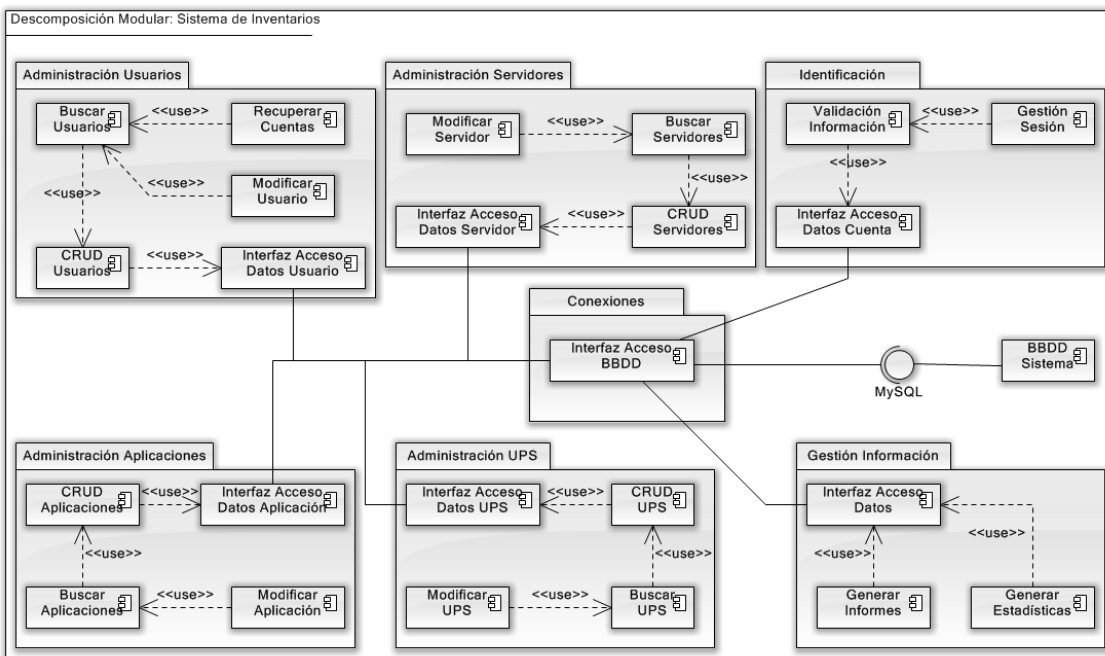 Descomposición Modular: Sistema de Inventarios
Administración Usuarios
Buscar
Usuarios
<<use>>
Recuperar
Cuentas
<<use>>
<<use>>
Modificar
Usuario
CRUD
Usuarios
<<use>>
Interfaz Acceso
Datos Usuario
Administración Servidores
Modificar
Servidor
<<use>>
Buscar
Servidores
<<use>>
Interfaz Acceso
Datos Servidor
<<use>>
CRUD
Servidores
Identificación
Validación
Información
<<use>>
Gestión
Sesión
<<use>>
Interfaz Acceso
Datos Cuenta
Conexiones
Interfaz Acceso
BBDD
MySQL
BBDD
Sistema
Administración Aplicaciones
CRUD
Aplicaciones
<<use>>
Interfaz Acceso
Datos Aplicación
<<use>>
Buscar
Aplicaciones
<<use>>
Modificar
Aplicación
Administración UPS
Interfaz Acceso
Datos UPS
<<use>>
CRUD
UPS
<<use>>
Modificar
UPS
<<use>>
Buscar
UPS
Gestión Información
Interfaz Acceso
Datos
<<use>>
<<use>>
Generar
Informes
Generar
Estadísticas